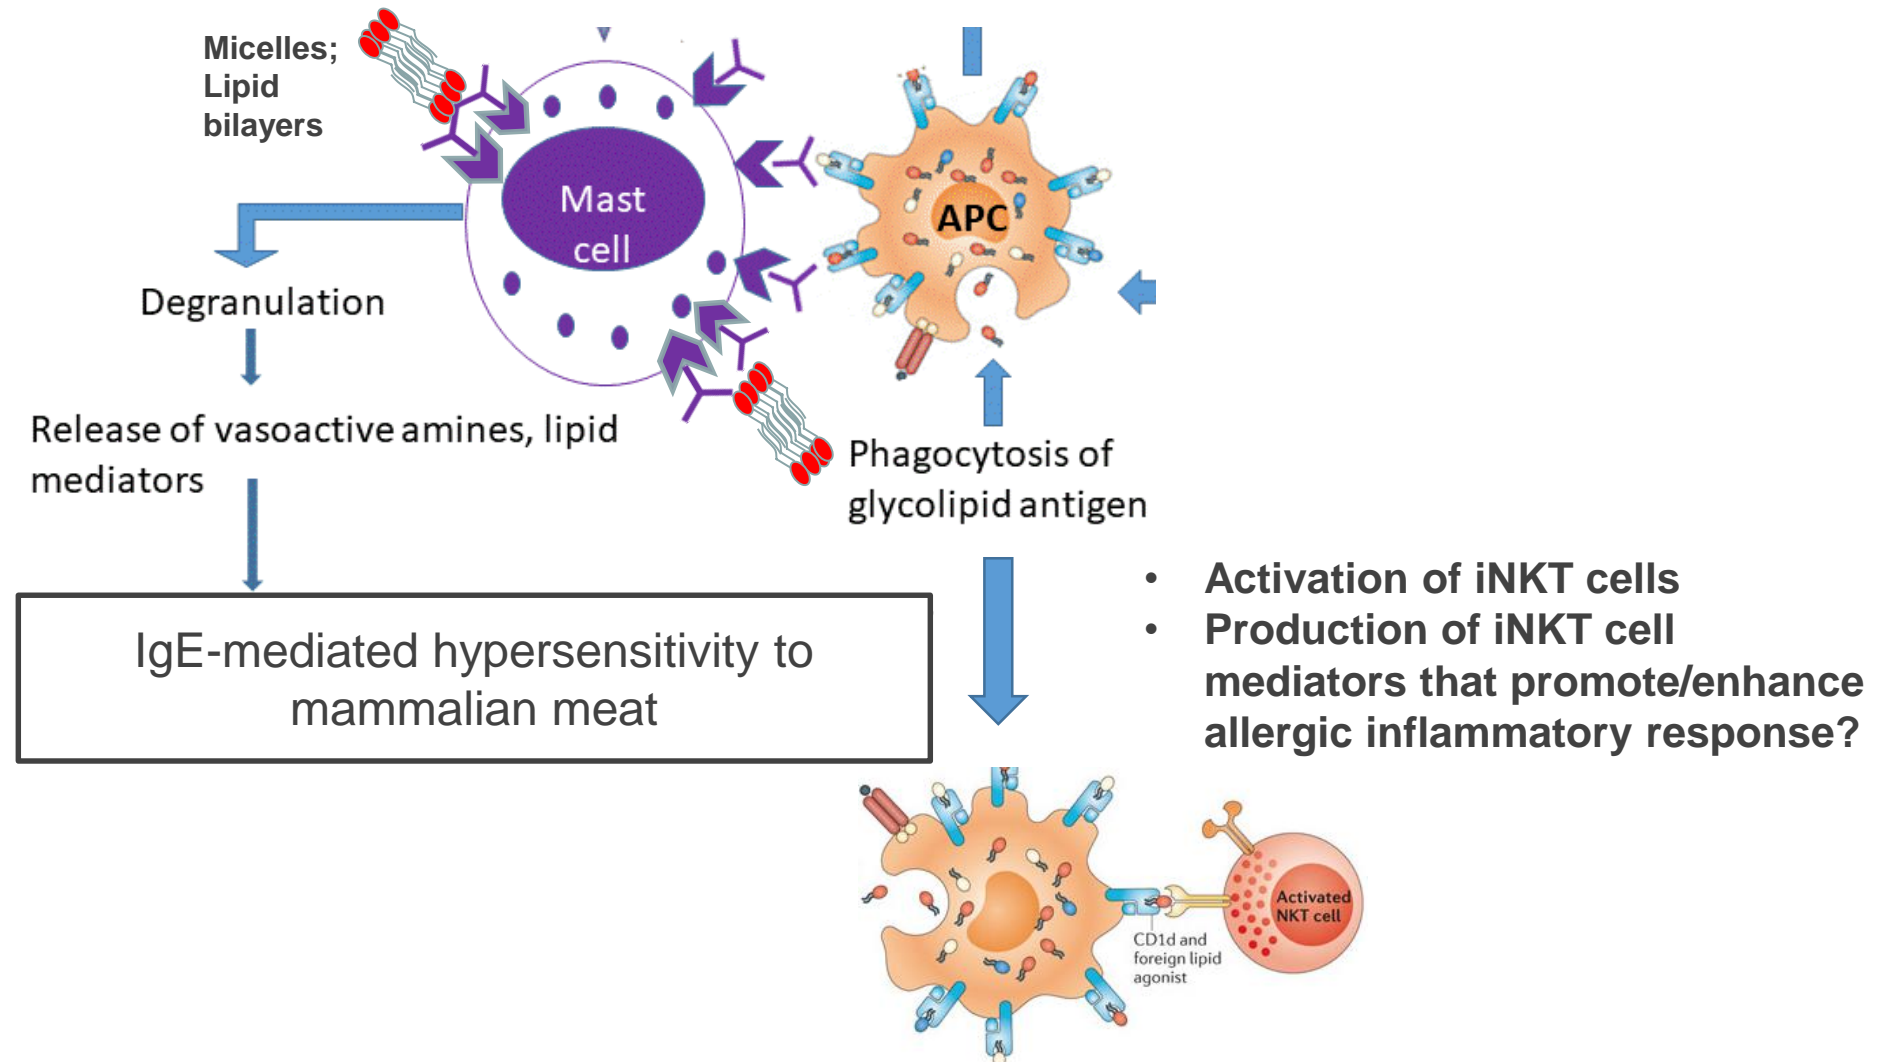 Micelles;
Lipid
bilayers
Mast
cell
APC
Degranulation
Release of vasoactive amines, lipid
mediators
Phagocytosis of
glycolipid antigen
IgE-mediated hypersensitivity to
mammalian meat
• Activation of iNKT cells
• Production of iNKT cell
mediators that promote/enhance
allergic inflammatory response?
Activated
NKT cell
CD1d and
foreign lipid
agonist